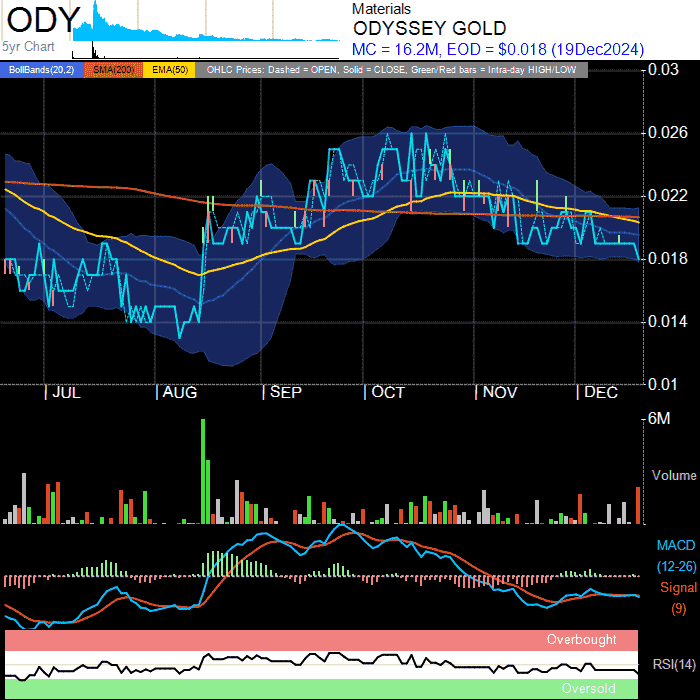 ODY
5yr Chart
Materials
ODYSSEY GOLD
MC = 16.2M, EOD = $0.018 (19Dec2024)
BollBands(20,2) SMA(200) EMA(50) OHLC Prices: Dashed = OPEN, Solid = CLOSE, Green/Red bars = Intra-day HIGH/LOW
0.03
0.026
0.022
0.018
0.014
0.01
| JUL | AUG | SEP | OCT | NOV | DEC
6M
Volume
MACD
(12-26)
Signal
(9)
Overbought
RSI(14)
Oversold